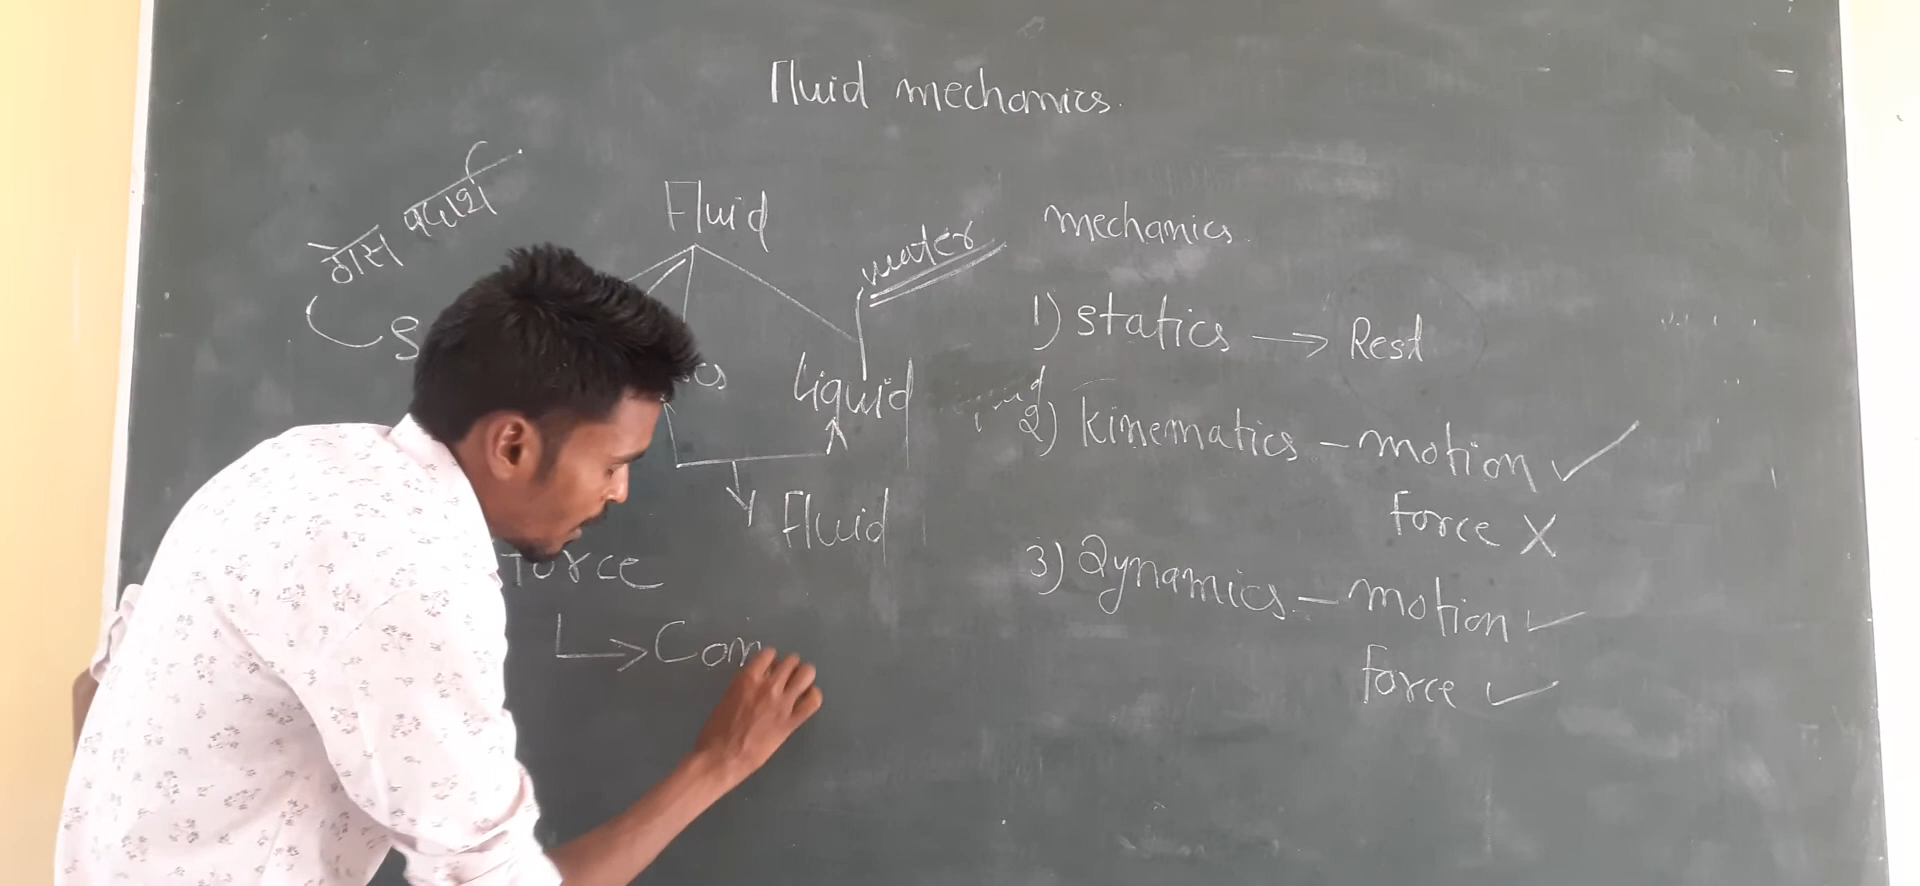 Fluid mechanics.
ठोस पदार्थ
Fluid
water
mechanics.
1) statics → Rest
Liquid
2) Kinematics - motion ✓
force X
Fluid
3) Dynamics - motion ✓
force ✓
force
↳ Com